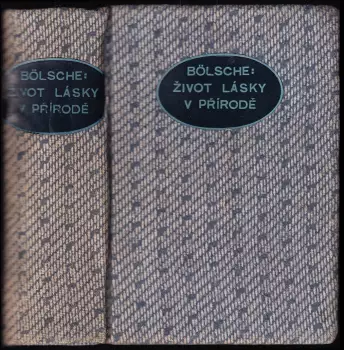 BÖLSCHE:
ŽIVOT LÁSKY
V PŘÍRODĚ
BÖLSCHE:
ŽIVOT LÁSKY
V PŘÍRODĚ